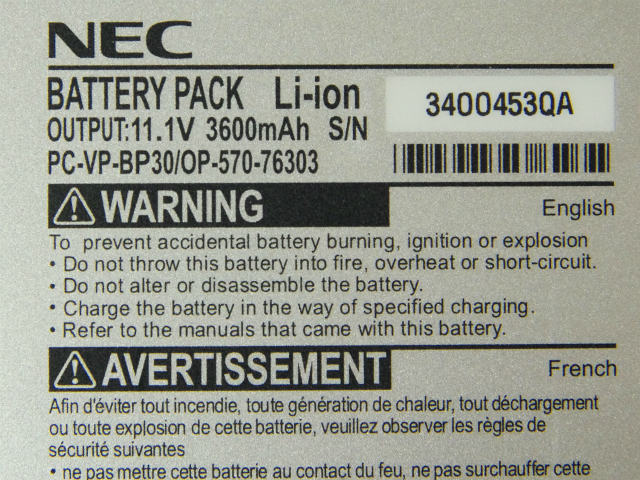 NEC
BATTERY PACK Li-ion
OUTPUT:11.1V 3600mAh S/N 3400453QA
PC-VP-BP30/OP-570-76303
WARNING English
To prevent accidental battery burning, ignition or explosion
• Do not throw this battery into fire, overheat or short-circuit.
• Do not alter or disassemble the battery.
• Charge the battery in the way of specified charging.
• Refer to the manuals that came with this battery.
AVERTISSEMENT French
Afin d'éviter tout incendie, toute génération de chaleur, tout déchargement
ou toute explosion de cette batterie, veuillez observer les règles de
sécurité suivantes
• ne pas mettre cette batterie au contact du feu, ne pas surchauffer cette